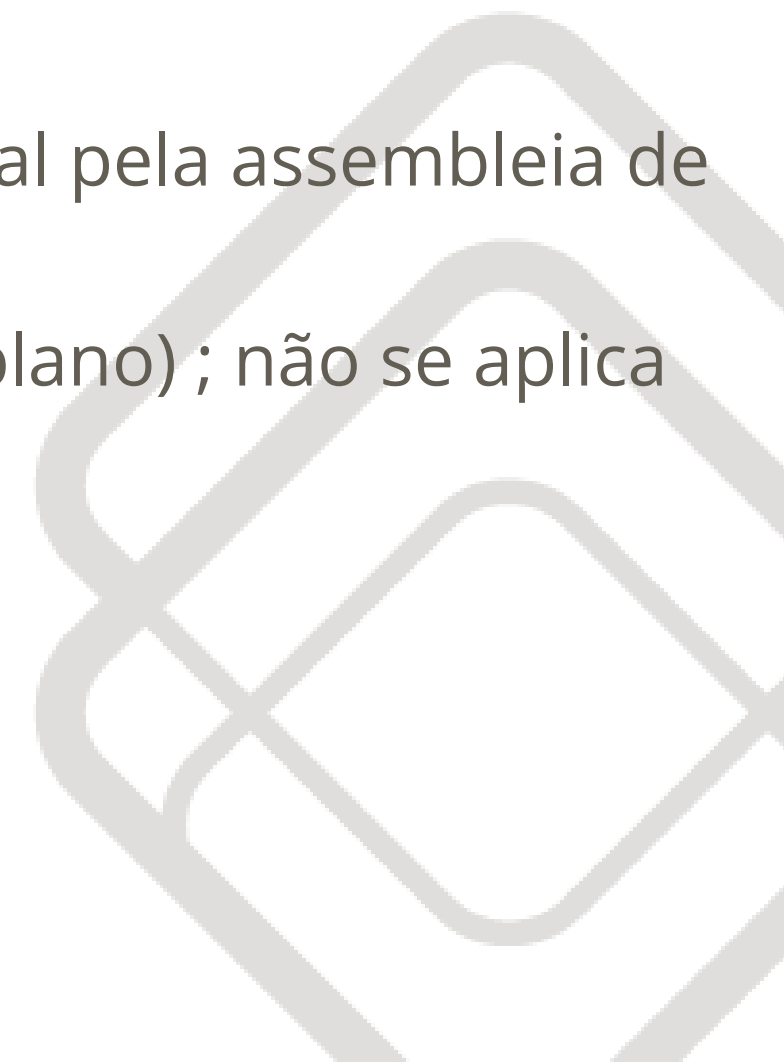 al pela assembleia de
plano) ; não se aplica